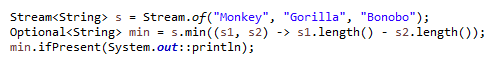 Stream<String> s = Stream.of("Monkey", "Gorilla", "Bonobo");
Optional<String> min = s.min((s1, s2) -> s1.length() - s2.length());
min.ifPresent(System.out::println);